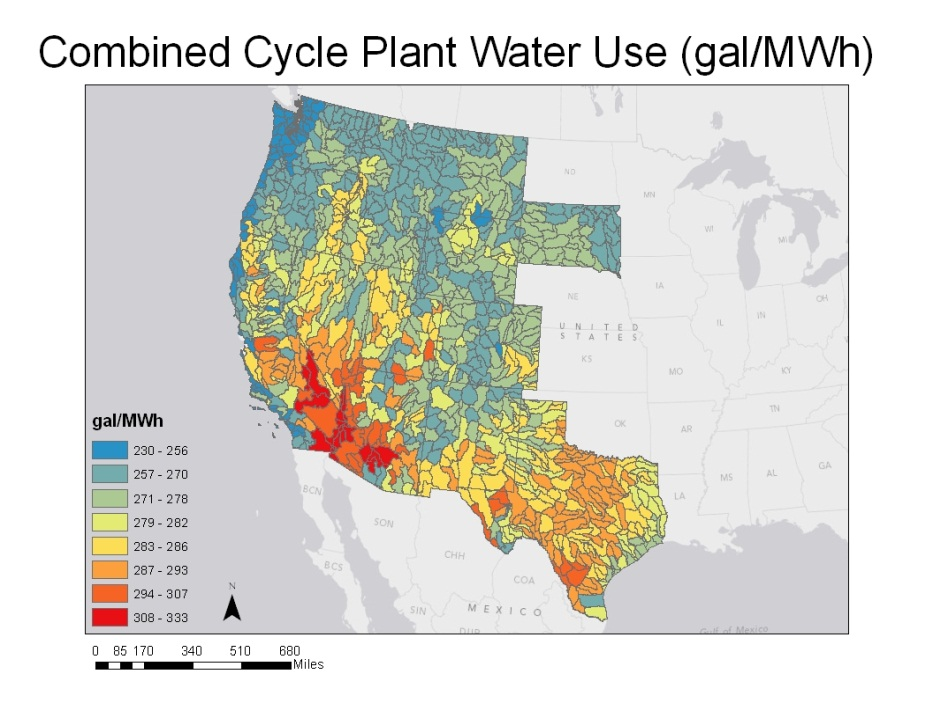 Combined Cycle Plant Water Use (gal/MWh)
ND
MN
WI
MI
IA
NE
OH
IL
IN
UNITED
STATES
KS
MO
KY
TN
OK
AR
MS
AL
GA
LA
gal/MWh
230 - 256
257 - 270
271 - 278
279 - 282
283 - 286
287 - 293
294 - 307
308 - 333
BCN
SON
BCS
CHH
COA
SIN
MEXICO
DUR
Gulf of Mexico
N
0 85 170 340 510 680
Miles